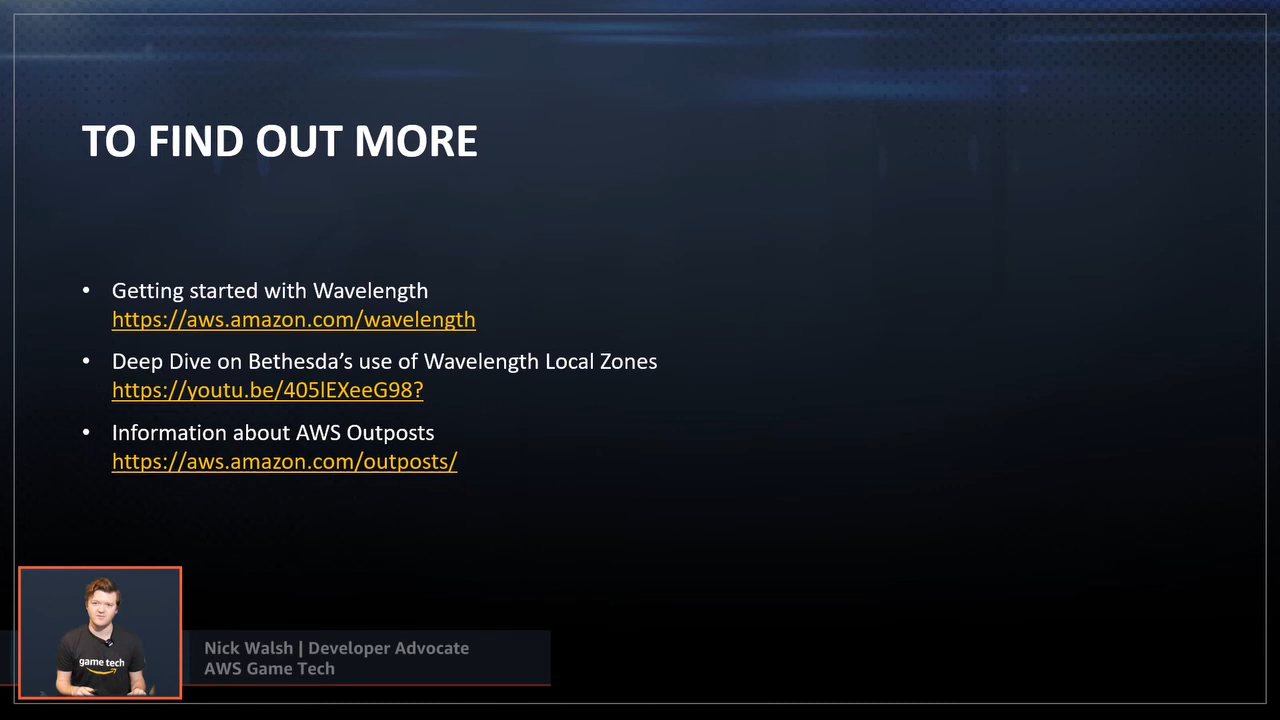 TO FIND OUT MORE
• Getting started with Wavelength
https://aws.amazon.com/wavelength
• Deep Dive on Bethesda’s use of Wavelength Local Zones
https://youtu.be/405lEXeeG98?
• Information about AWS Outposts
https://aws.amazon.com/outposts/
game tech
Nick Walsh | Developer Advocate
AWS Game Tech